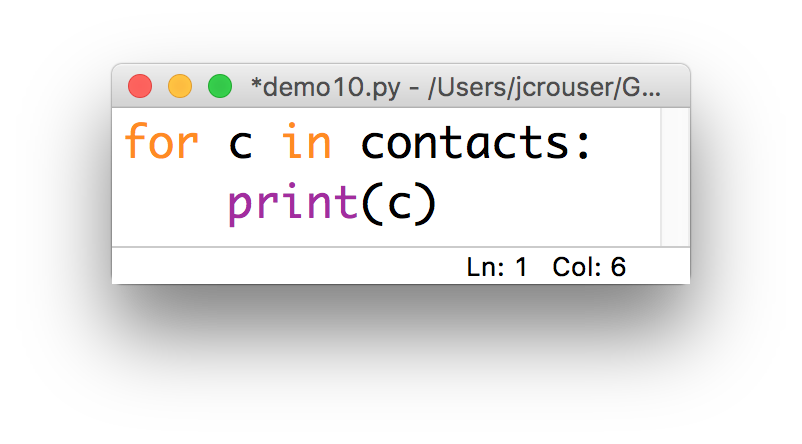 *demo10.py - /Users/jcrouser/G...
for c in contacts:
    print(c)
Ln: 1 Col: 6